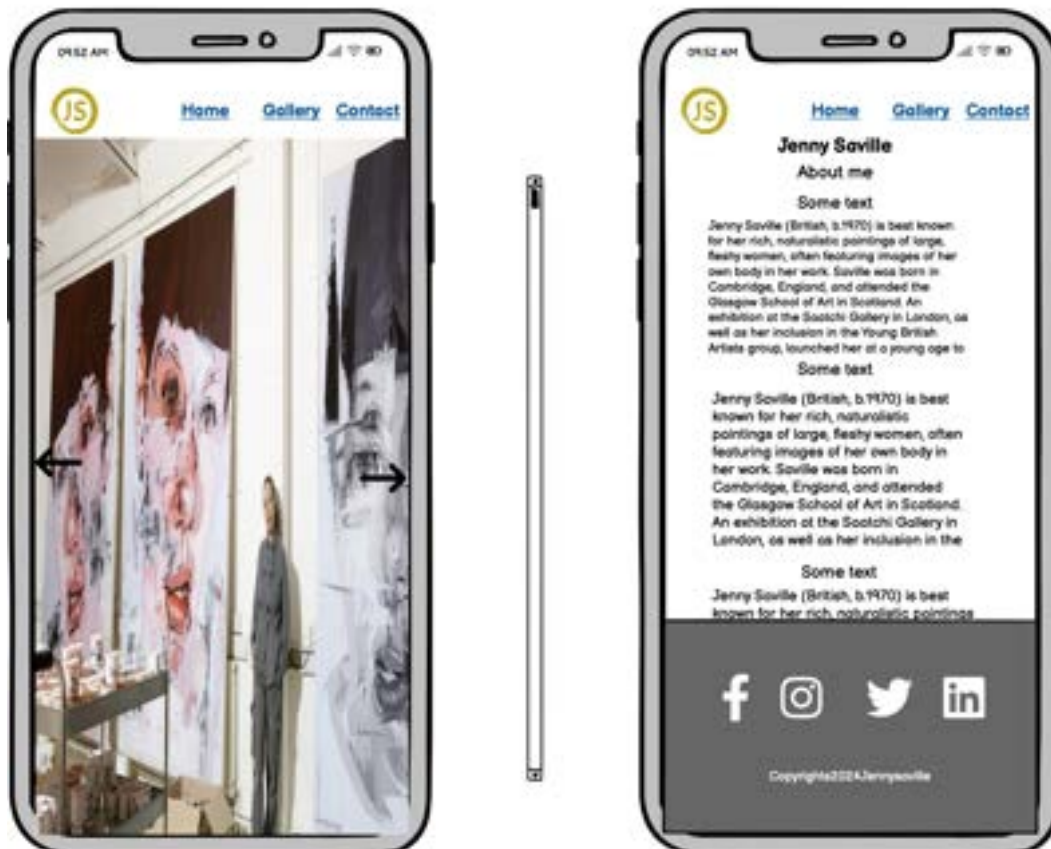 09:52 AM
JS
Home Gallery Contact
09:52 AM
JS
Home Gallery Contact
Jenny Saville
About me
Some text
Jenny Saville (British, b.1970) is best known
for her rich, naturalistic paintings of large,
fleshy women, often featuring images of her
own body in her work. Saville was born in
Cambridge, England, and attended the
Glasgow School of Art in Scotland. An
exhibition at the Saatchi Gallery in London, as
well as her inclusion in the Young British
Artists group, launched her at a young age to
Some text
Jenny Saville (British, b.1970) is best
known for her rich, naturalistic
paintings of large, fleshy women, often
featuring images of her own body in
her work. Saville was born in
Cambridge, England, and attended
the Glasgow School of Art in Scotland.
An exhibition at the Saatchi Gallery in
London, as well as her inclusion in the
Some text
Jenny Saville (British, b.1970) is best
known for her rich, naturalistic paintings
f in
Copyrights2024Jennysaville